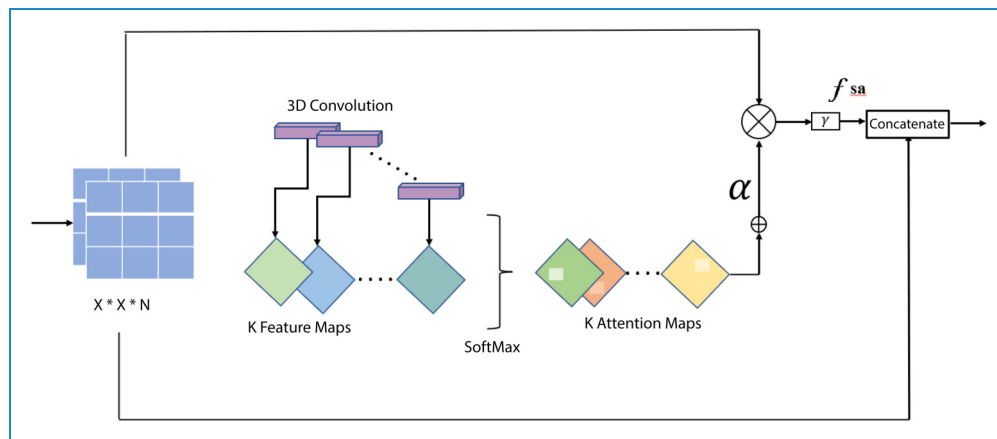 3D Convolution
f sa
γ
Concatenate
α
X * X * N
K Feature Maps
SoftMax
K Attention Maps